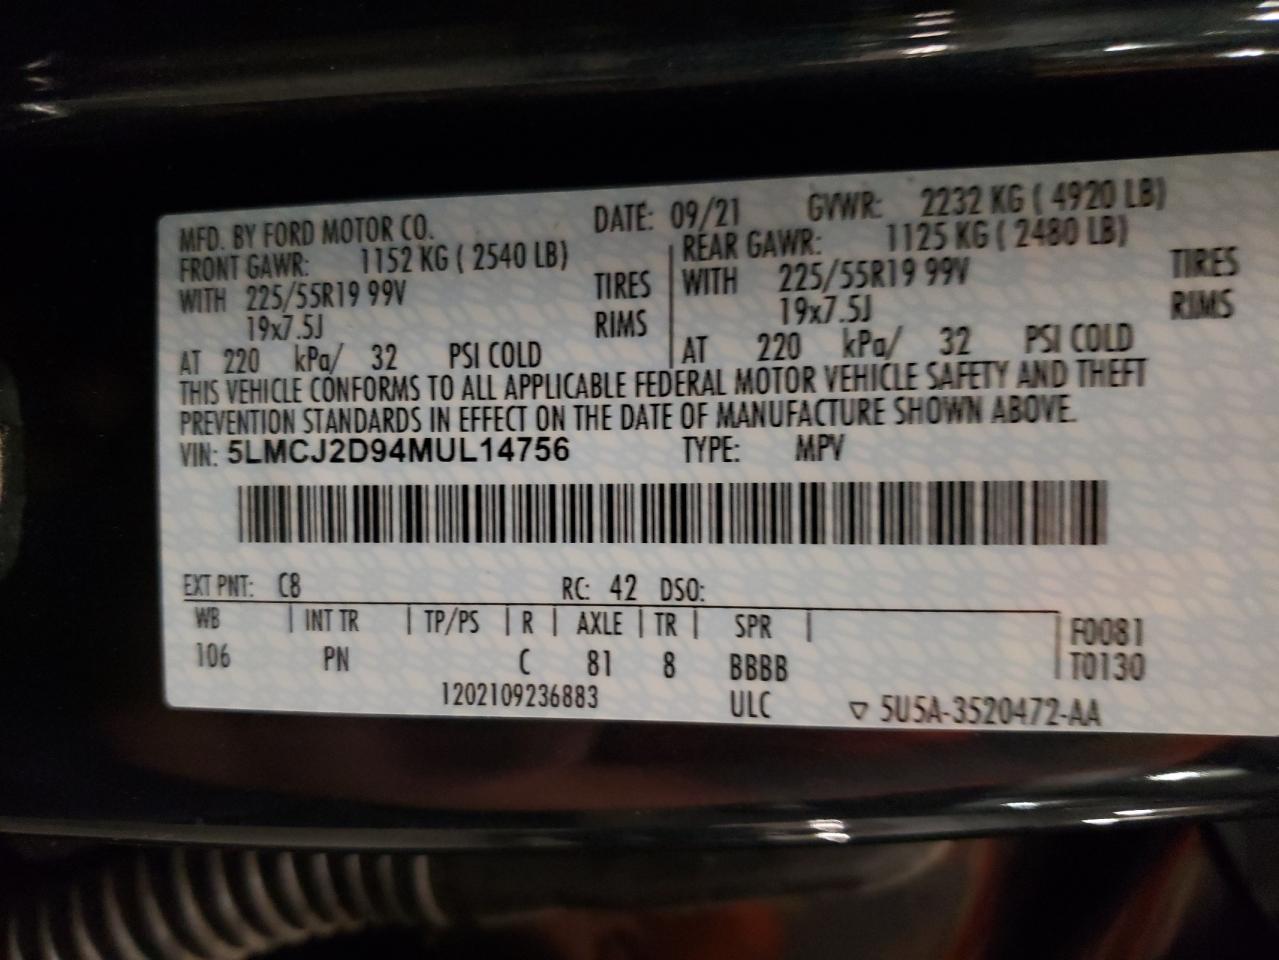 MFD. BY FORD MOTOR CO. DATE: 09/21 GVWR: 2232 KG ( 4920 LB)
FRONT GAWR: 1152 KG ( 2540 LB) REAR GAWR: 1125 KG ( 2480 LB)
WITH 225/55R19 99V TIRES WITH 225/55R19 99V TIRES
19x7.5J RIMS 19x7.5J RIMS
AT 220 kPa/ 32 PSI COLD AT 220 kPa/ 32 PSI COLD
THIS VEHICLE CONFORMS TO ALL APPLICABLE FEDERAL MOTOR VEHICLE SAFETY AND THEFT
PREVENTION STANDARDS IN EFFECT ON THE DATE OF MANUFACTURE SHOWN ABOVE.
VIN: 5LMCJ2D94MUL14756 TYPE: MPV
EXT PNT: C8 RC: 42 DSO:
WB | INT TR | TP/PS | R | AXLE | TR | SPR | F0081
106 PN C 81 8 BBBB T0130
1202109236883 ULC ▽ 5U5A-3520472-AA